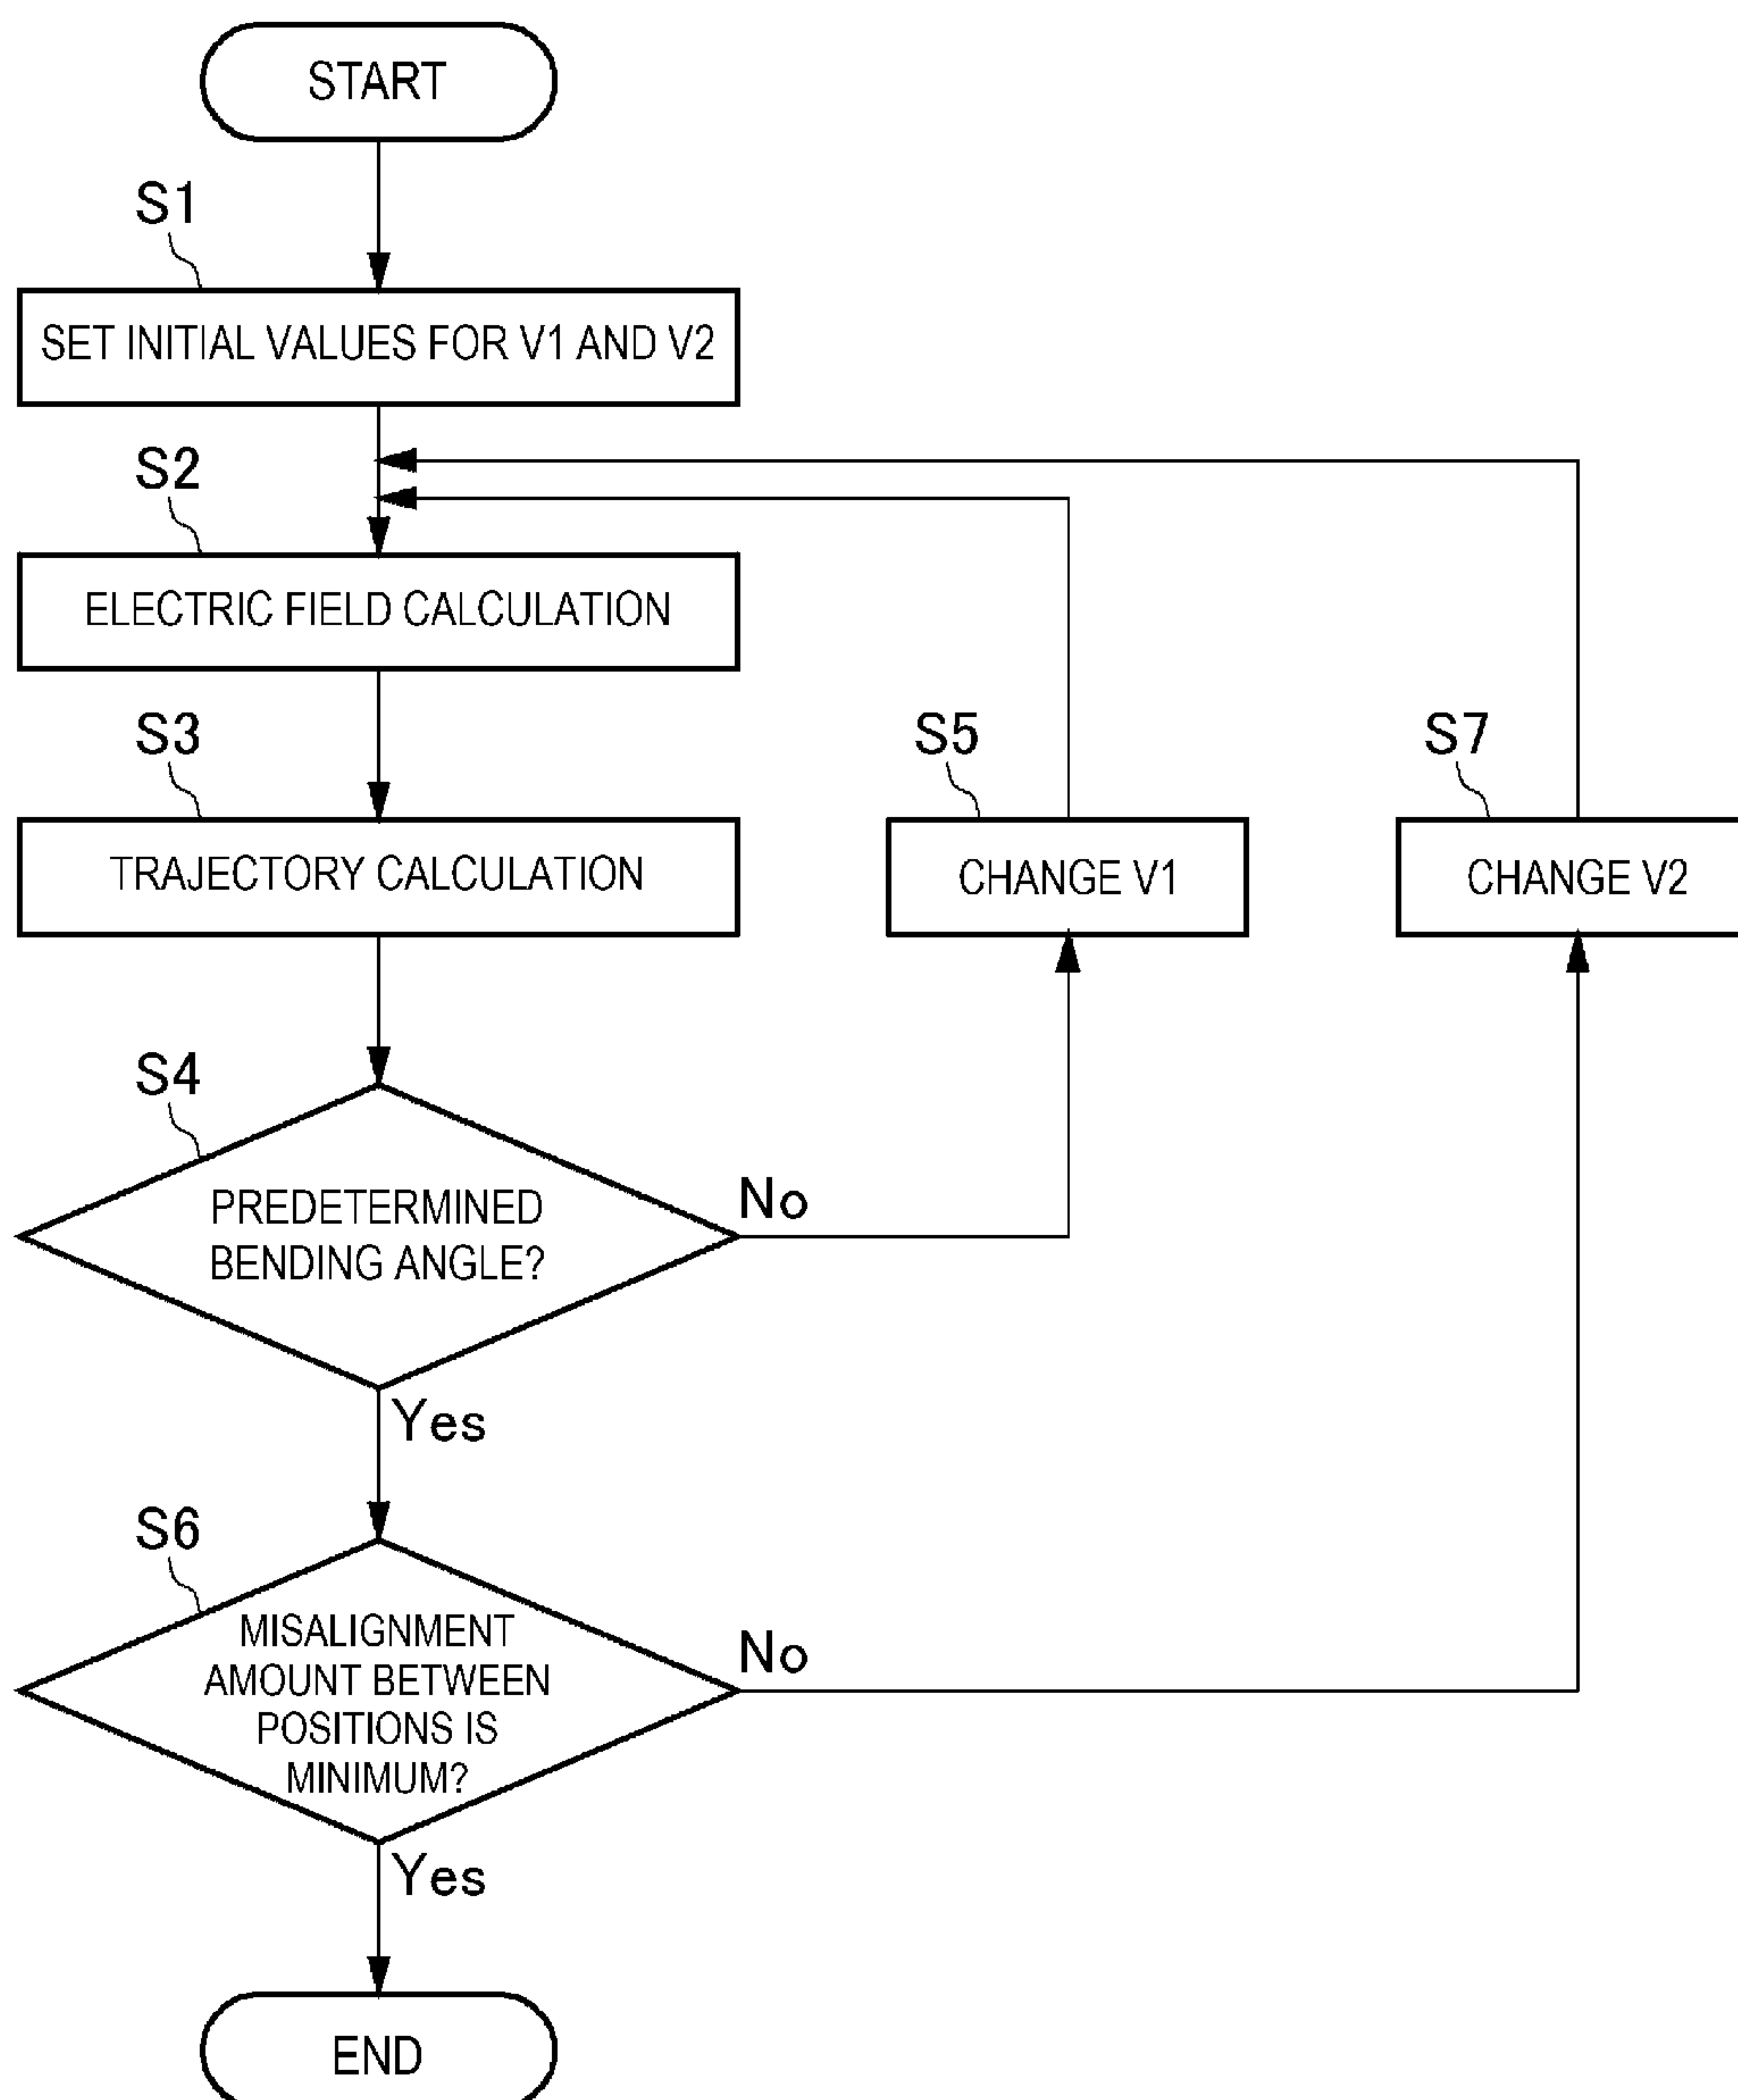 START
S1
SET INITIAL VALUES FOR V1 AND V2
S2
ELECTRIC FIELD CALCULATION
S3
TRAJECTORY CALCULATION
S5
CHANGE V1
S7
CHANGE V2
S4
PREDETERMINED
BENDING ANGLE?
No
Yes
S6
MISALIGNMENT
AMOUNT BETWEEN
POSITIONS IS
MINIMUM?
No
Yes
END